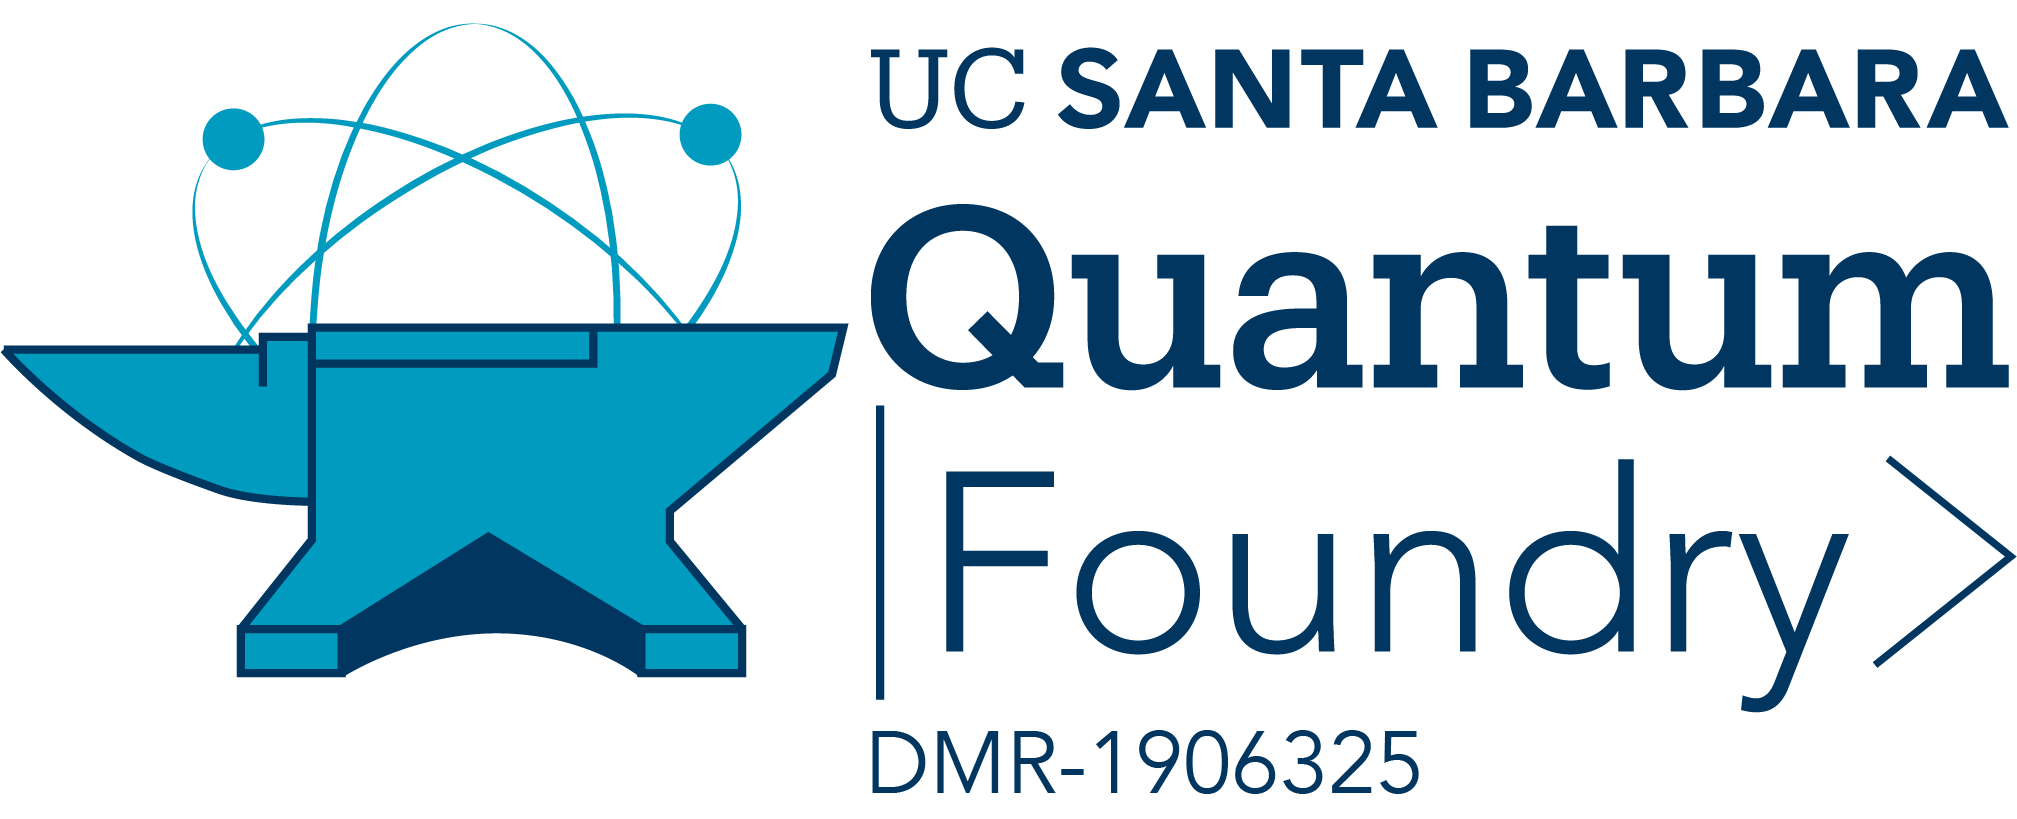 UC SANTA BARBARA
Quantum
|Foundry>
DMR-1906325